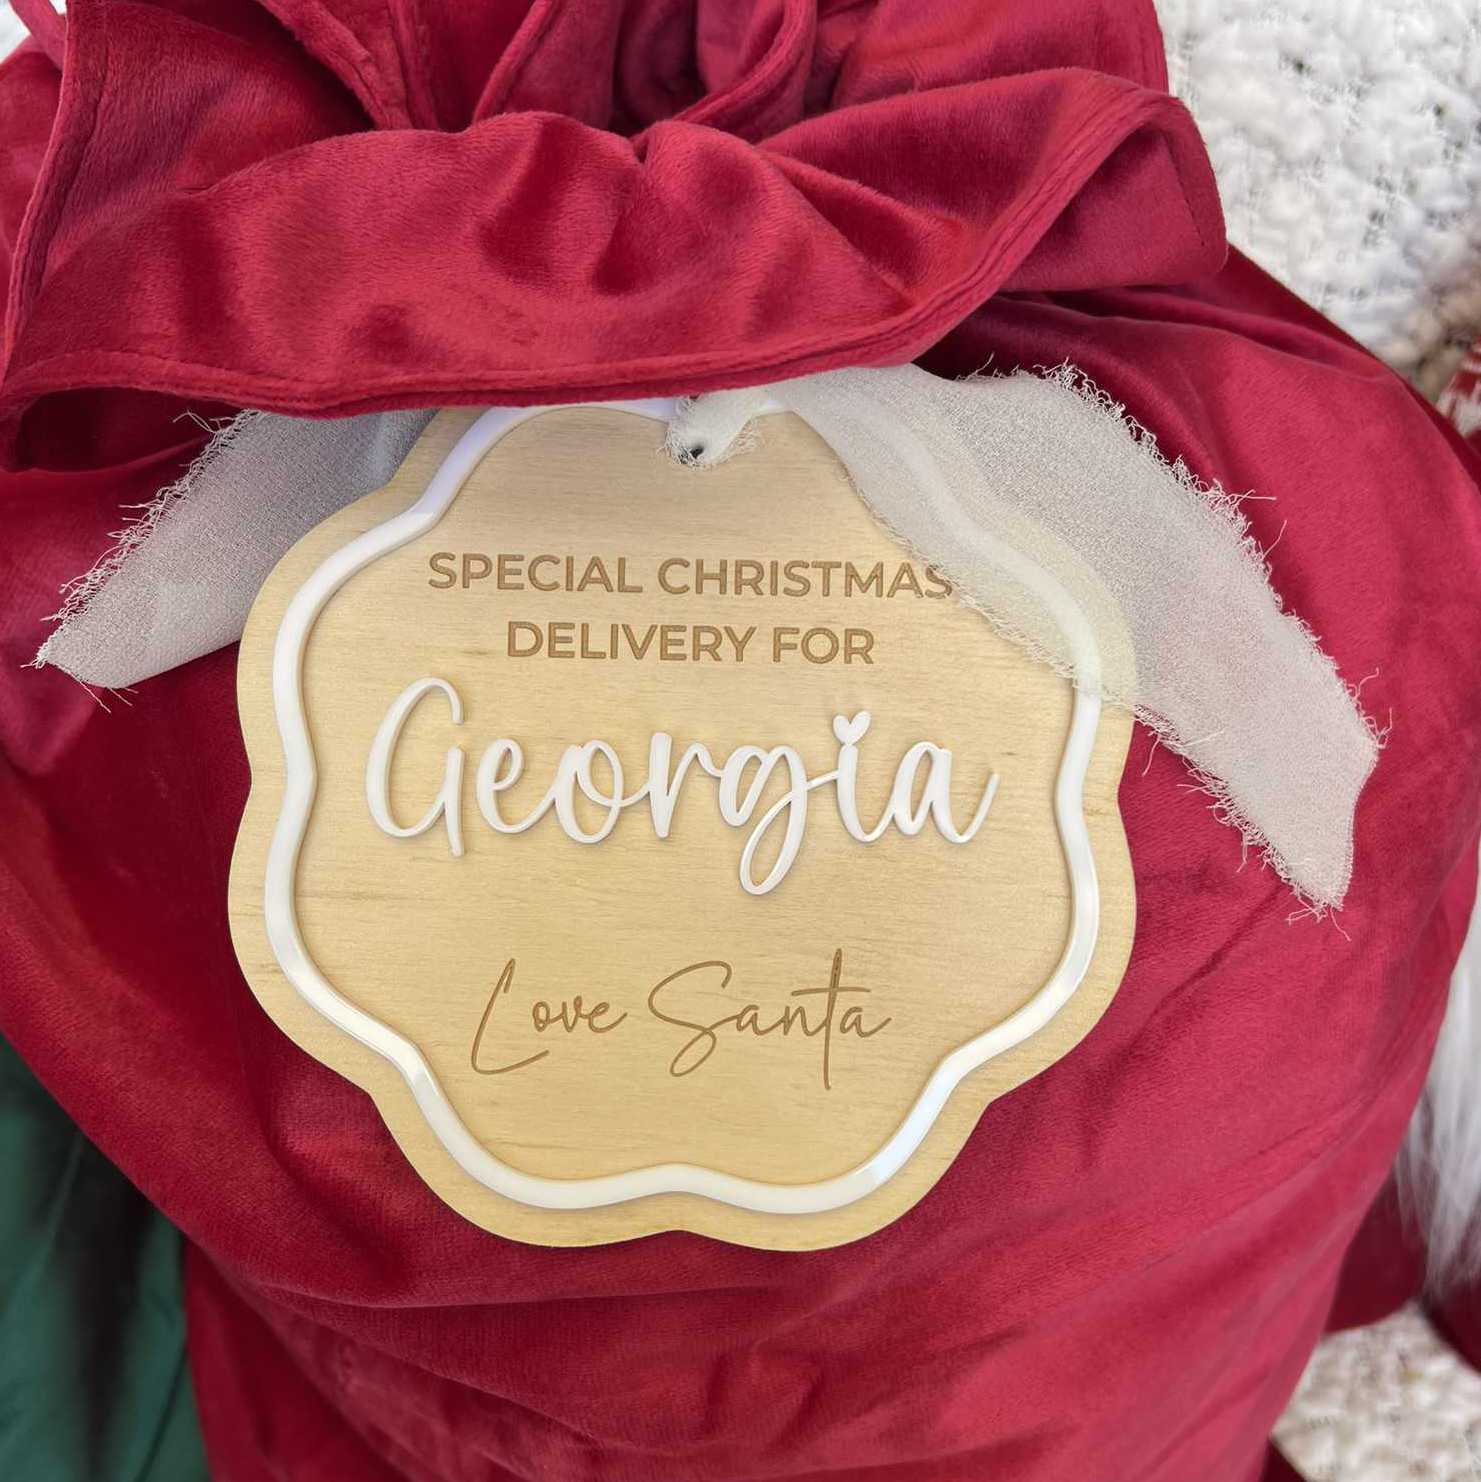 SPECIAL CHRISTMAS
DELIVERY FOR
Georgia
Love Santa